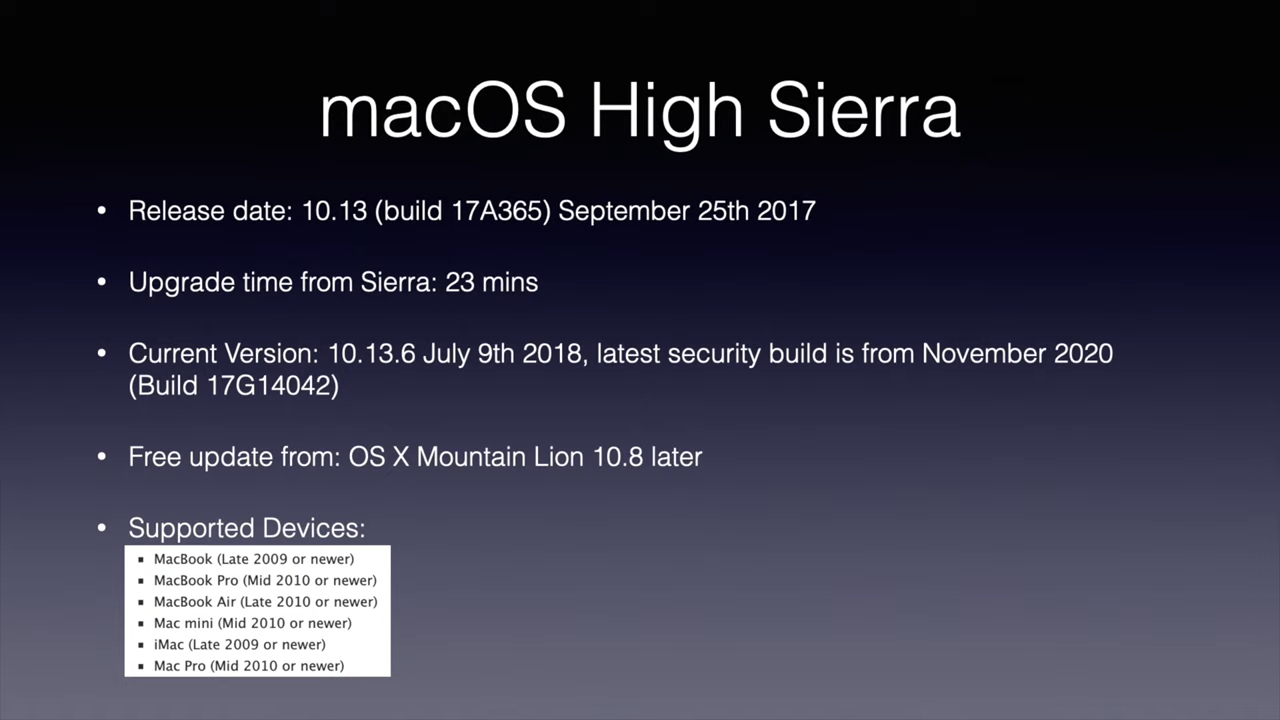 macOS High Sierra
• Release date: 10.13 (build 17A365) September 25th 2017
• Upgrade time from Sierra: 23 mins
• Current Version: 10.13.6 July 9th 2018, latest security build is from November 2020
(Build 17G14042)
• Free update from: OS X Mountain Lion 10.8 later
• Supported Devices:
▪ MacBook (Late 2009 or newer)
▪ MacBook Pro (Mid 2010 or newer)
▪ MacBook Air (Late 2010 or newer)
▪ Mac mini (Mid 2010 or newer)
▪ iMac (Late 2009 or newer)
▪ Mac Pro (Mid 2010 or newer)